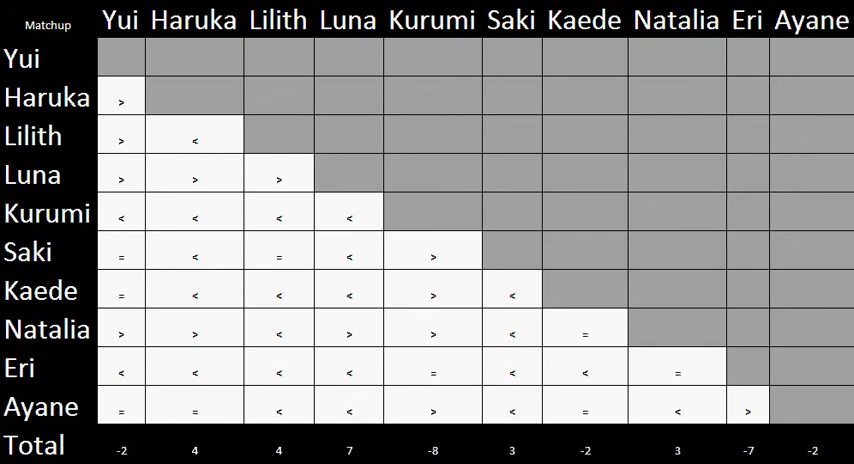 Matchup Yui Haruka Lilith Luna Kurumi Saki Kaede Natalia Eri Ayane
Yui
Haruka >
Lilith > <
Luna > > >
Kurumi < < < <
Saki = < = < >
Kaede = < < < > <
Natalia > > < > > < =
Eri < < < < = < < =
Ayane = = < < > < = < >
Total -2 4 4 7 -8 3 -2 3 -7 -2